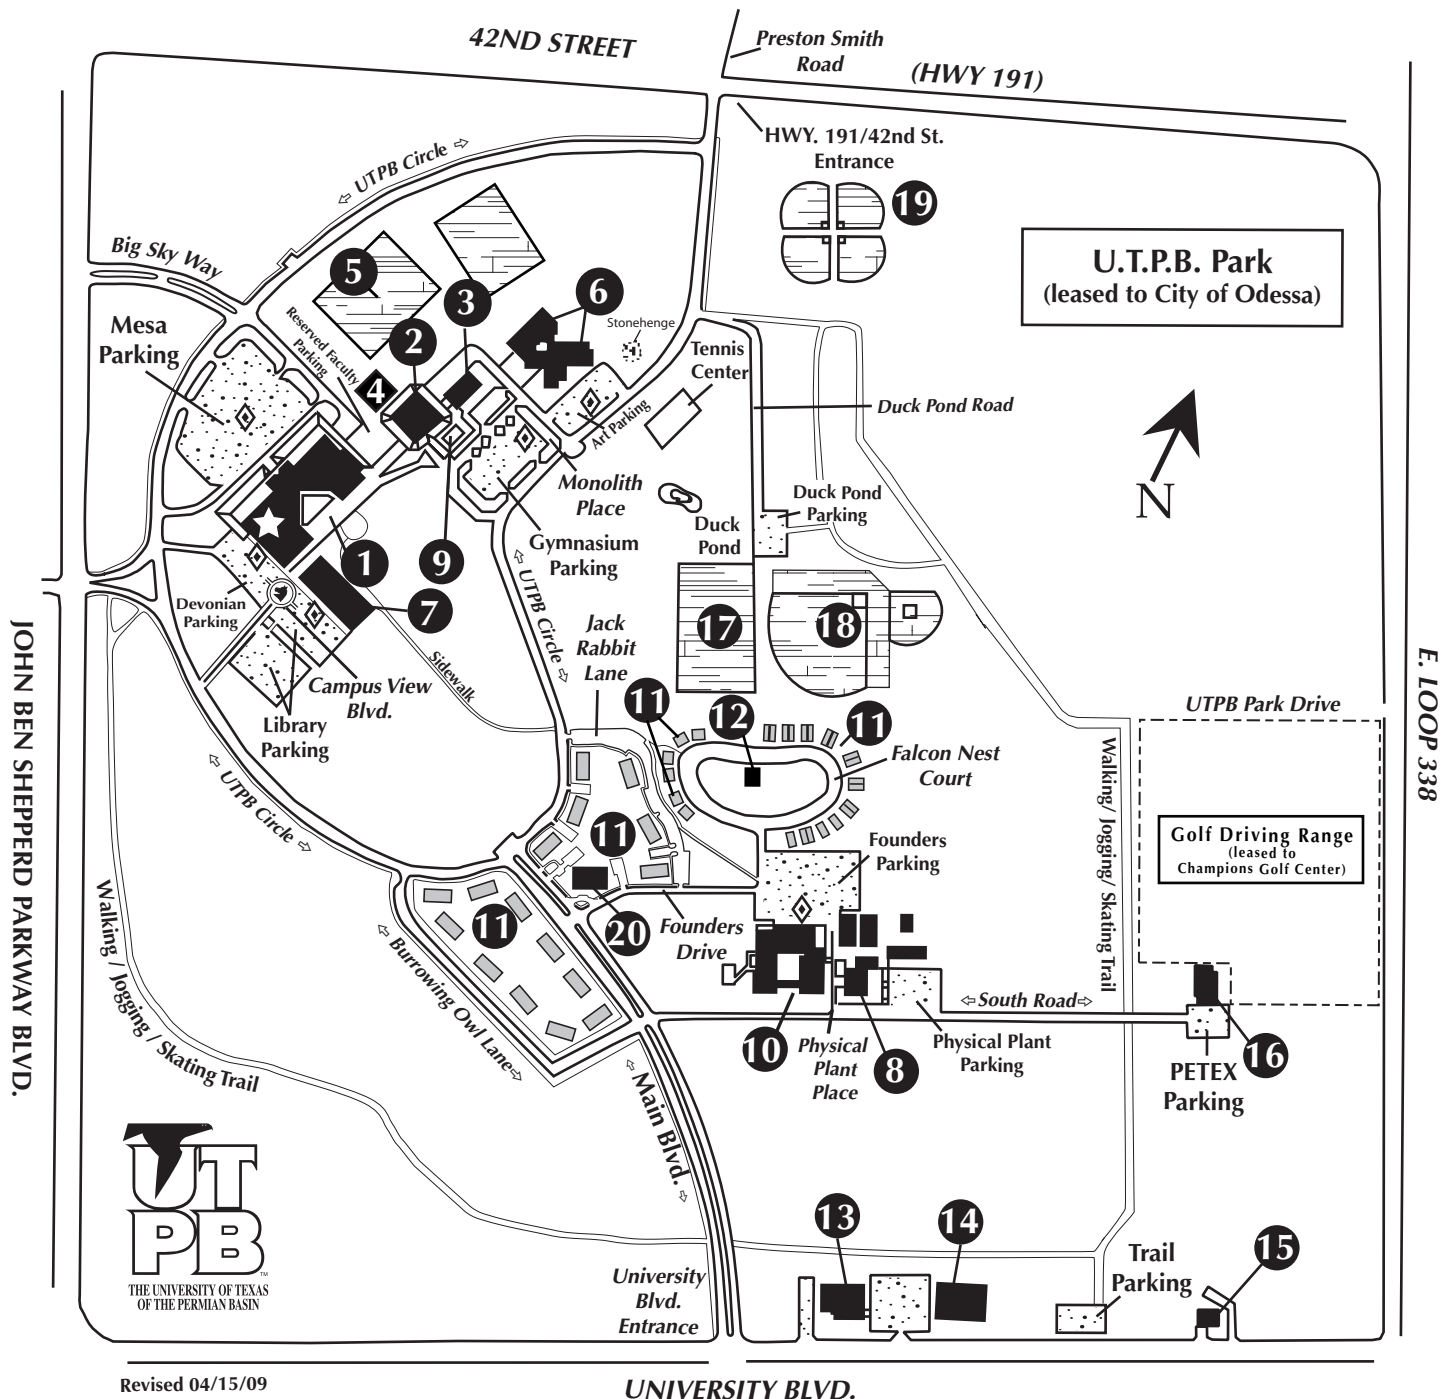 42ND STREET
Preston Smith
Road
(HWY 191)
HWY. 191/42nd St.
Entrance
19
UTPB Circle
Big Sky Way
U.T.P.B. Park
(leased to City of Odessa)
5
3
6
Stonehenge
Reserved Faculty
Parking
2
4
Mesa
Parking
Tennis
Center
Duck Pond Road
Art Parking
N
Monolith
Place
Duck Pond
Parking
Duck
Pond
Gymnasium
Parking
1
9
7
Devonian
Parking
UTPB Circle
Jack
Rabbit
Lane
17
18
Sidewalk
Campus View
Blvd.
Library
Parking
JOHN BEN SHEPPERD PARKWAY BLVD.
E. LOOP 338
UTPB Park Drive
11
12
11
Falcon Nest
Court
Walking/ Jogging/ Skating Trail
UTPB Circle
11
Founders
Parking
Golf Driving Range
(leased to
Champions Golf Center)
11
20
Founders
Drive
Walking / Jogging / Skating Trail
Burrowing Owl Lane
South Road
10
Physical
Plant
Place
8
Physical Plant
Parking
16
PETEX
Parking
Main Blvd.
UT
PB
TM
THE UNIVERSITY OF TEXAS
OF THE PERMIAN BASIN
13
14
15
Trail
Parking
University
Blvd.
Entrance
Revised 04/15/09
UNIVERSITY BLVD.